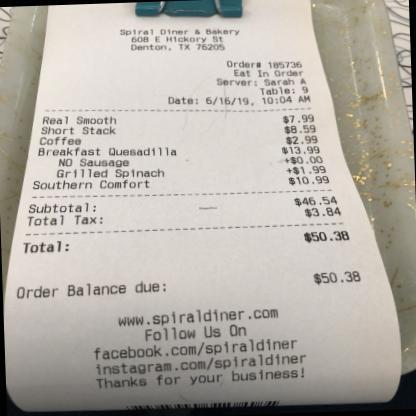 Spiral Diner & Bakery
608 E Hickory St
Denton, TX 76205
Order# 185736
Eat In Order
Server: Sarah A
Table: 9
Date: 6/16/19, 10:04 AM
Real Smooth $7.99
Short Stack $8.59
Coffee $2.99
Breakfast Quesadilla $13.99
NO Sausage +$0.00
Grilled Spinach +$1.99
Southern Comfort $10.99
Subtotal: $46.54
Total Tax: $3.84
Total: $50.38
Order Balance due: $50.38
www.spiraldiner.com
Follow Us On
facebook.com/spiraldiner
instagram.com/spiraldiner
Thanks for your business!